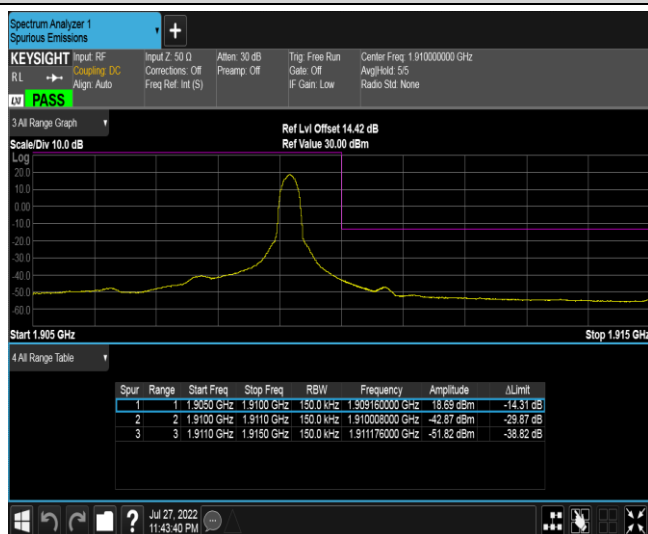 Spectrum Analyzer 1
Spurious Emissions
+
KEYSIGHT Input: RF Input Z: 50 Ω Atten: 30 dB Trig: Free Run Center Freq: 1.910000000 GHz
RL Coupling: DC Corrections: Off Preamp: Off Gate: Off Avg|Hold: 5/5
Align: Auto Freq Ref: Int (S) IF Gain: Low Radio Std: None
LXI PASS
3 All Range Graph
Ref Lvl Offset 14.42 dB
Scale/Div 10.0 dB Ref Value 30.00 dBm
Log
20.0
10.0
0.00
-10.0
-20.0
-30.0
-40.0
-50.0
-60.0
Start 1.905 GHz Stop 1.915 GHz
4 All Range Table
Spur Range Start Freq Stop Freq RBW Frequency Amplitude ΔLimit
1 1 1.9050 GHz 1.9100 GHz 150.0 kHz 1.909160000 GHz 18.69 dBm -14.31 dB
2 2 1.9100 GHz 1.9110 GHz 150.0 kHz 1.910008000 GHz -42.87 dBm -29.87 dB
3 3 1.9110 GHz 1.9150 GHz 150.0 kHz 1.911176000 GHz -51.82 dBm -38.82 dB
? Jul 27, 2022
11:43:40 PM